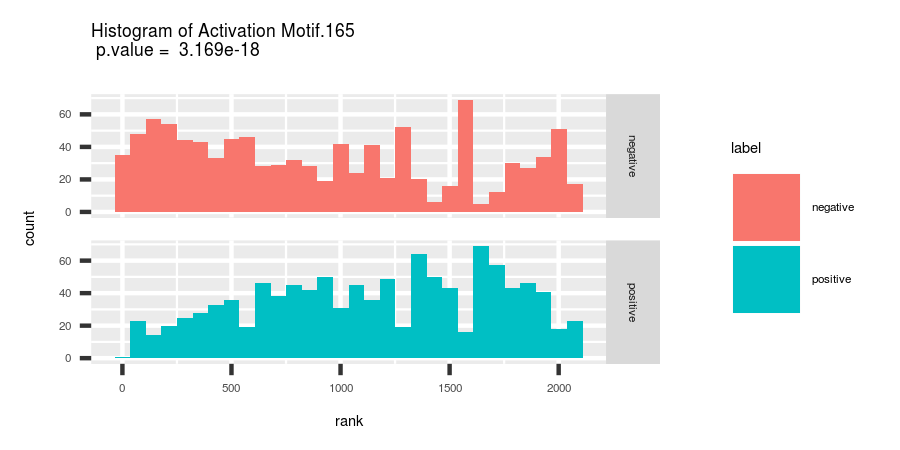 Histogram of Activation Motif.165
p.value =  3.169e-18
count
60
40
20
0
negative
60
40
20
0
positive
0 500 1000 1500 2000
rank
label
negative
positive